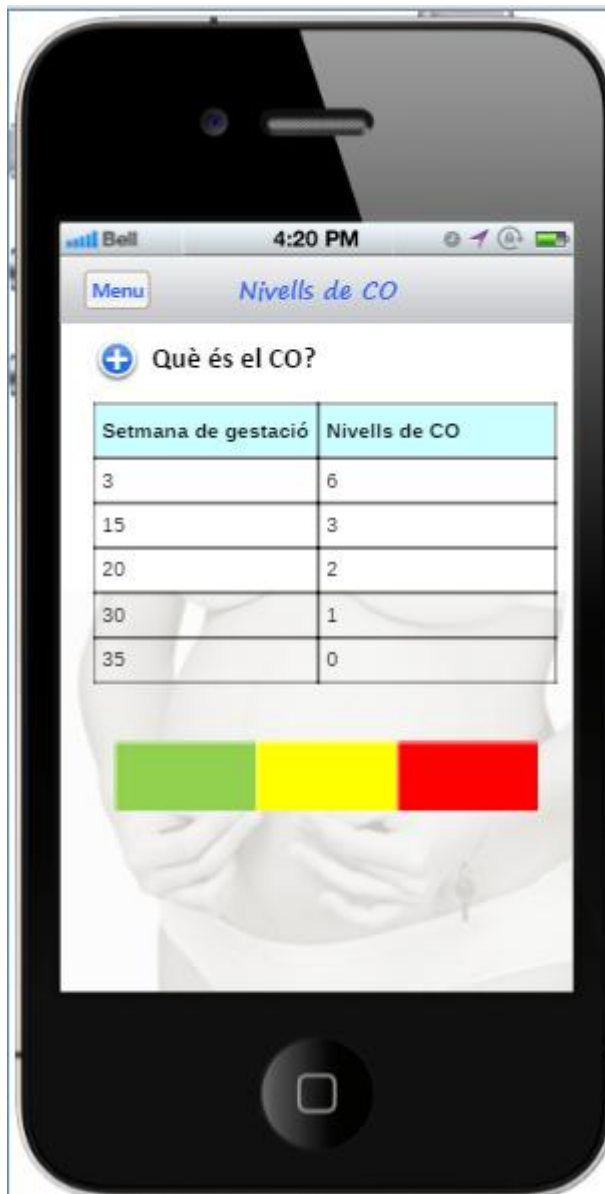 Bell 4:20 PM
Menu Nivells de CO
Què és el CO?
Setmana de gestació Nivells de CO
3 6
15 3
20 2
30 1
35 0